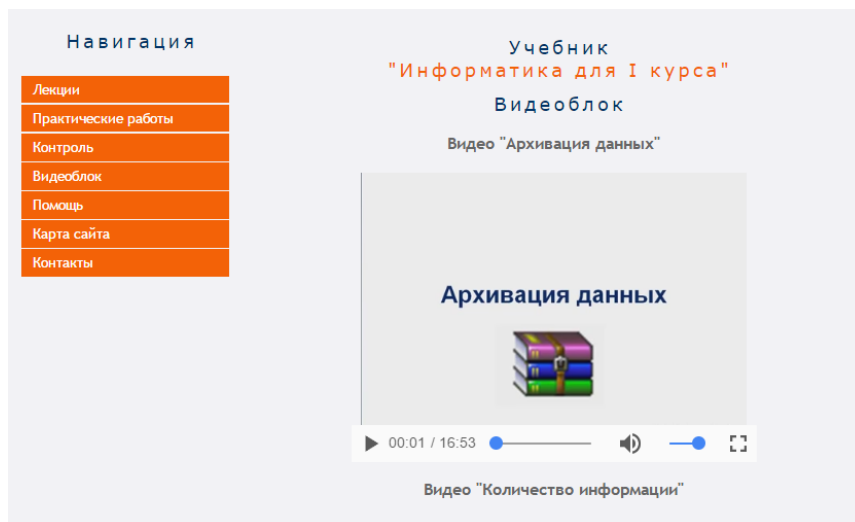 Навигация
Лекции
Практические работы
Контроль
Видеоблок
Помощь
Карта сайта
Контакты
Учебник
"Информатика для I курса"
Видеоблок
Видео "Архивация данных"
Архивация данных
00:01 / 16:53
Видео "Количество информации"